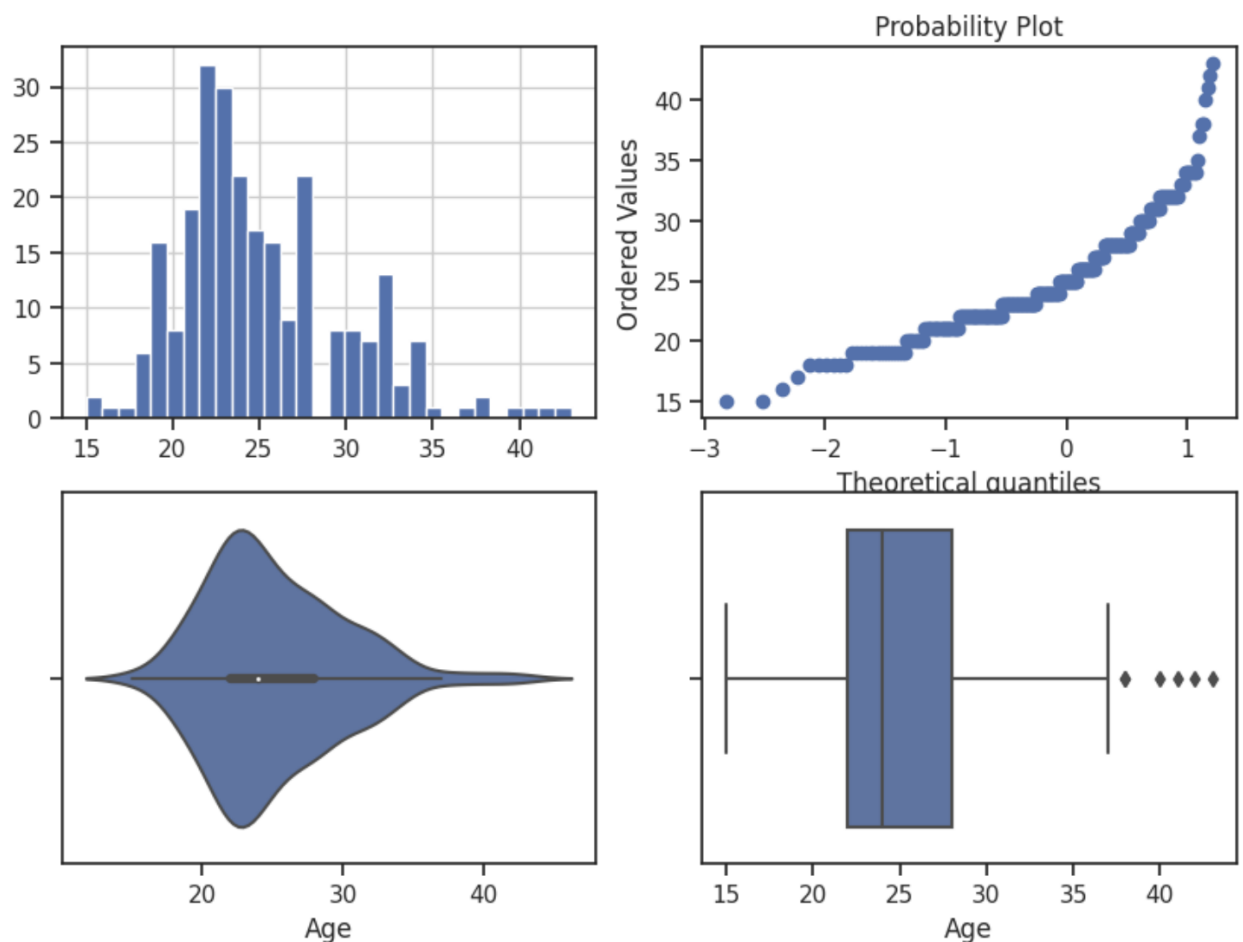 30
25
20
15
10
5
0
15 20 25 30 35 40
Probability Plot
Ordered Values
40
35
30
25
20
15
−3 −2 −1 0 1
Theoretical quantiles
20 30 40
Age
15 20 25 30 35 40
Age